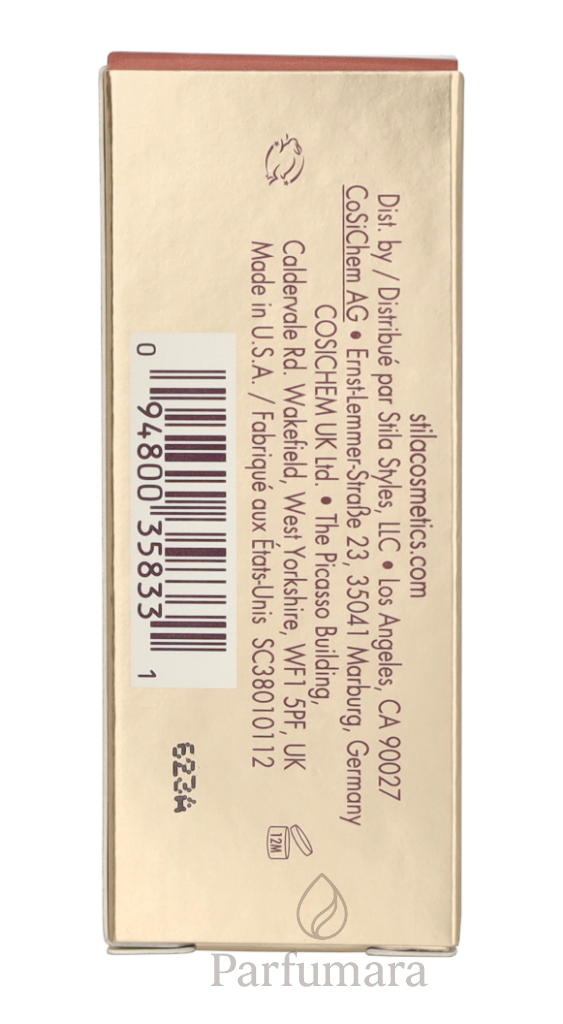 stilacosmetics.com
Dist. by / Distribué par Stila Styles, LLC • Los Angeles, CA 90027
CoSiChem AG • Ernst-Lemmer-Straße 23, 35041 Marburg, Germany
COSICHEM UK Ltd. • The Picasso Building,
Caldervale Rd. Wakefield, West Yorkshire, WF1 5PF, UK
Made in U.S.A. / Fabriqué aux États-Unis SC38010112
12M
0 94800 35833 1
623A
Parfumara